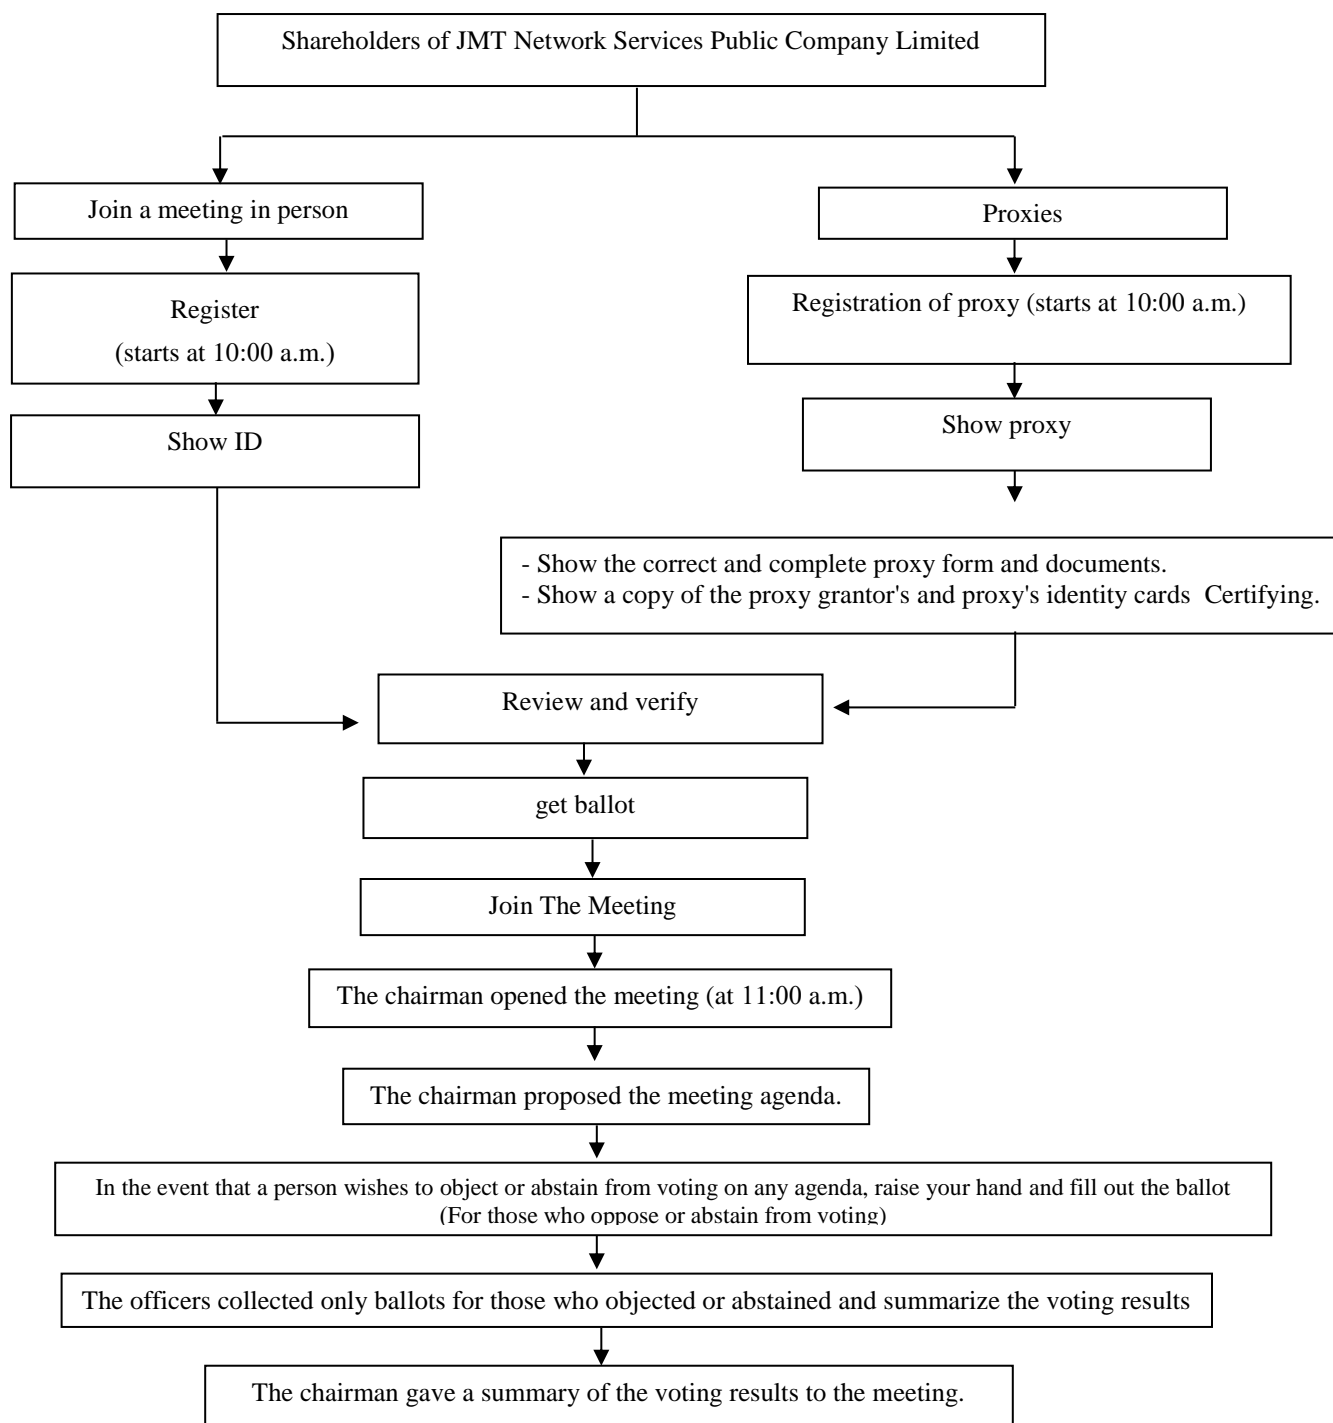 Shareholders of JMT Network Services Public Company Limited
Join a meeting in person
Proxies
Register
(starts at 10:00 a.m.)
Registration of proxy (starts at 10:00 a.m.)
Show ID
Show proxy
- Show the correct and complete proxy form and documents.
- Show a copy of the proxy grantor's and proxy's identity cards  Certifying.
Review and verify
get ballot
Join The Meeting
The chairman opened the meeting (at 11:00 a.m.)
The chairman proposed the meeting agenda.
In the event that a person wishes to object or abstain from voting on any agenda, raise your hand and fill out the ballot
(For those who oppose or abstain from voting)
The officers collected only ballots for those who objected or abstained and summarize the voting results
The chairman gave a summary of the voting results to the meeting.